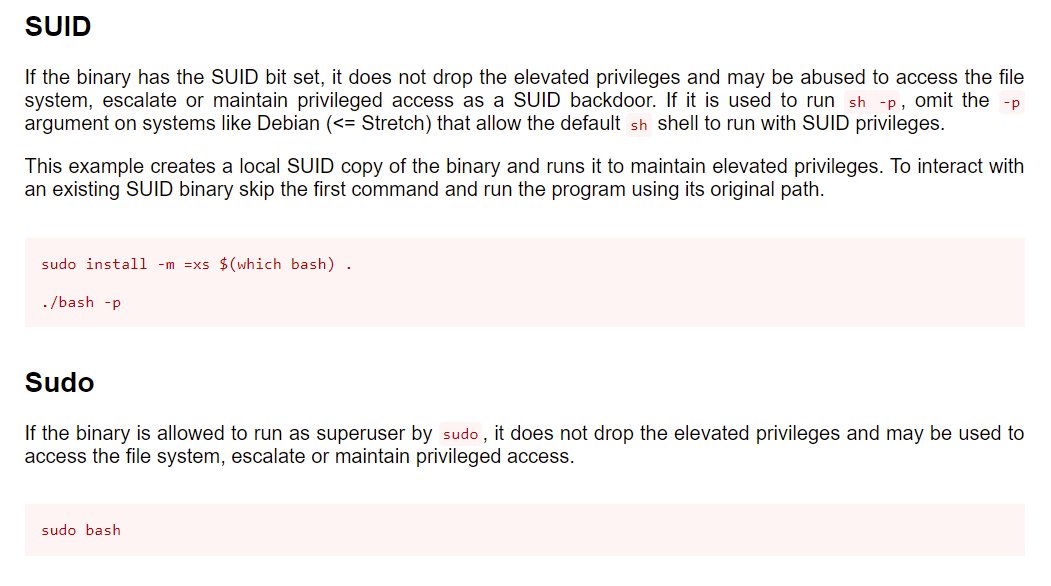 SUID
If the binary has the SUID bit set, it does not drop the elevated privileges and may be abused to access the file
system, escalate or maintain privileged access as a SUID backdoor. If it is used to run sh -p, omit the -p
argument on systems like Debian (<= Stretch) that allow the default sh shell to run with SUID privileges.
This example creates a local SUID copy of the binary and runs it to maintain elevated privileges. To interact with
an existing SUID binary skip the first command and run the program using its original path.
sudo install -m =xs $(which bash) .
./bash -p
Sudo
If the binary is allowed to run as superuser by sudo, it does not drop the elevated privileges and may be used to
access the file system, escalate or maintain privileged access.
sudo bash